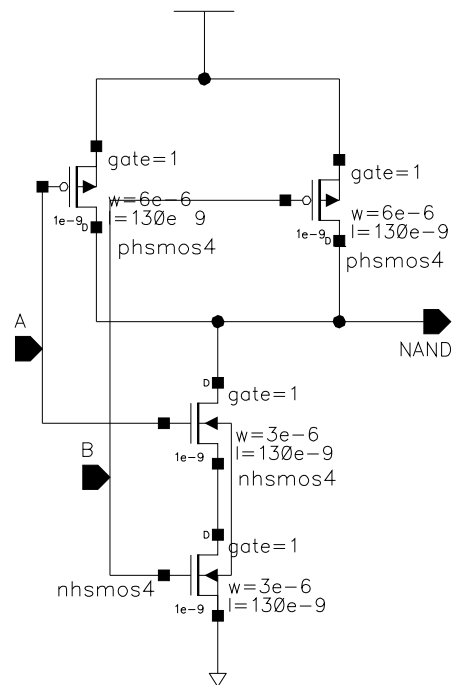 gate=1
gate=1
w=6e-6
l=130e-9
1e-9
D
phsmos4
w=6e-6
l=130e-9
1e-9
D
phsmos4
A
NAND
D
gate=1
w=3e-6
l=130e-9
1e-9
nhsmos4
B
D
gate=1
nhsmos4
w=3e-6
l=130e-9
1e-9